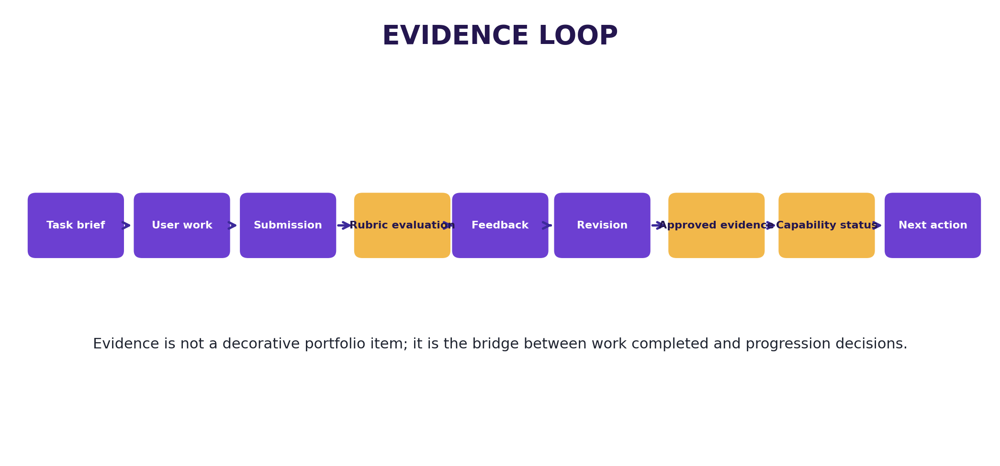 EVIDENCE LOOP
Task brief
User work
Submission
Rubric evaluation
Feedback
Revision
Approved evidence
Capability status
Next action
Evidence is not a decorative portfolio item; it is the bridge between work completed and progression decisions.